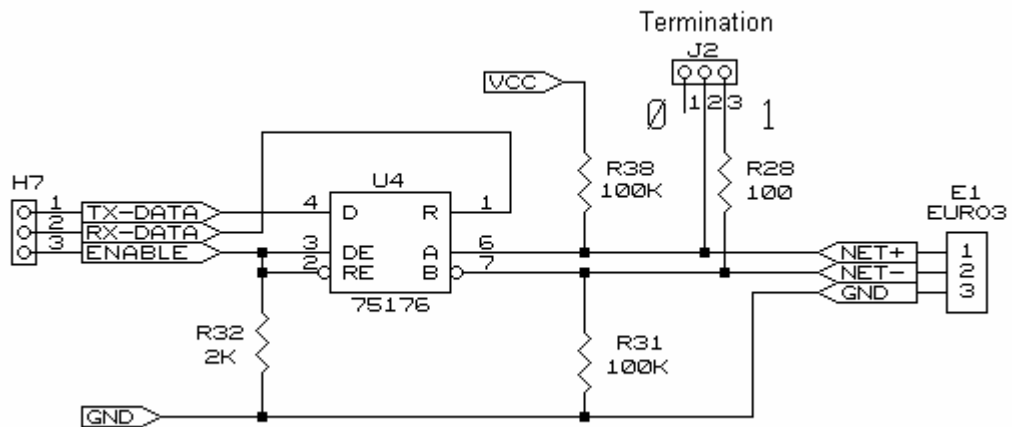 Termination
J2
VCC
1 2 3
0 1
R38
100K
R28
100
H7
U4
E1
EURO3
1 TX-DATA 4 D R 1
2 RX-DATA
3 ENABLE 3 DE A 6 NET+ 1
2 RE B 7 NET- 2
GND 3
75176
R32
2K
R31
100K
GND